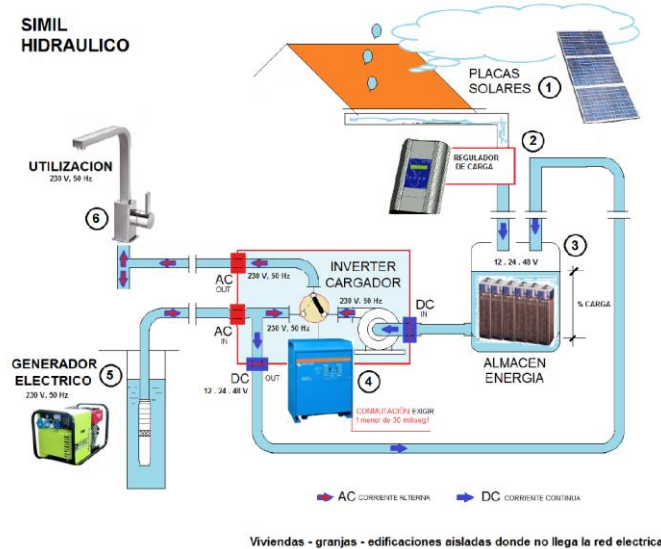 SIMIL
HIDRAULICO
PLACAS
SOLARES
1
2
REGULADOR
DE CARGA
UTILIZACION
230 V, 50 Hz
6
3
12 . 24 . 48 V
% CARGA
ALMACEN
ENERGIA
AC
OUT
230 V, 50 Hz
INVERTER
CARGADOR
230 V, 50 Hz
DC
IN
AC
IN
230 V, 50 Hz
GENERADOR
ELECTRICO
230 V, 50 Hz
5
DC
OUT
12 . 24 . 48 V
4
CONMUTACIÓN EXIGIR
! menor de 30 miliseg!
AC CORRIENTE ALTERNA
DC CORRIENTE CONTINUA
Viviendas - granjas - edificaciones aisladas donde no llega la red electrica